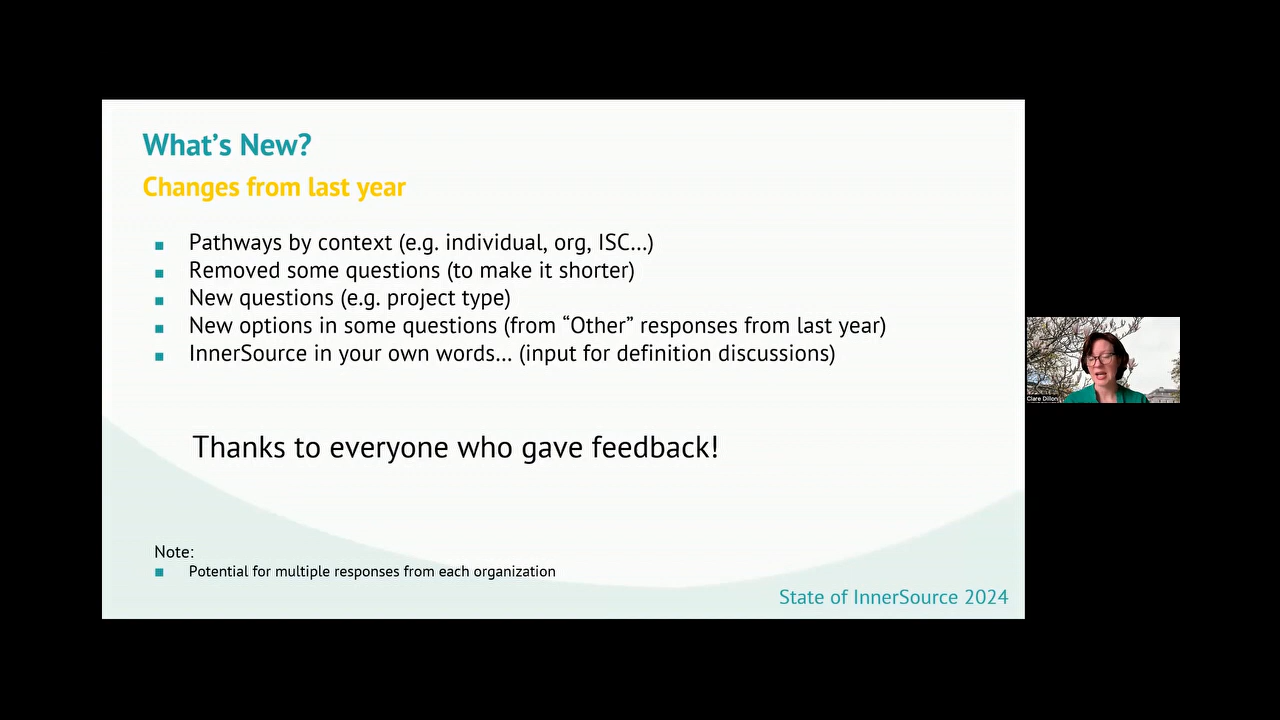 What’s New?
Changes from last year
Pathways by context (e.g. individual, org, ISC...)
Removed some questions (to make it shorter)
New questions (e.g. project type)
New options in some questions (from “Other” responses from last year)
InnerSource in your own words... (input for definition discussions)
Clare Dillon
Thanks to everyone who gave feedback!
Note:
Potential for multiple responses from each organization
State of InnerSource 2024